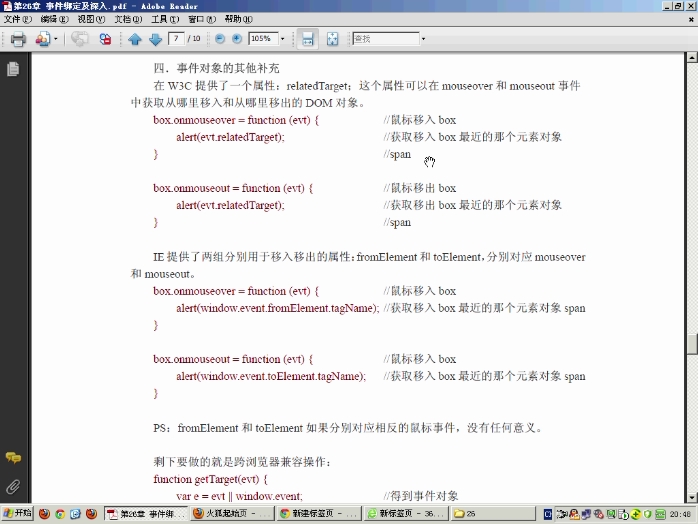 第26章 事件绑定及深入.pdf - Adobe Reader
文件(F) 编辑(E) 视图(V) 文档(D) 工具(T) 窗口(W) 帮助(H)
7 / 10 105% 查找
四．事件对象的其他补充
在 W3C 提供了一个属性：relatedTarget；这个属性可以在 mouseover 和 mouseout 事件
中获取从哪里移入和从哪里移出的 DOM 对象。
box.onmouseover = function (evt) { //鼠标移入 box
alert(evt.relatedTarget); //获取移入 box 最近的那个元素对象
} //span
box.onmouseout = function (evt) { //鼠标移出 box
alert(evt.relatedTarget); //获取移出 box 最近的那个元素对象
} //span
IE 提供了两组分别用于移入移出的属性：fromElement 和 toElement，分别对应 mouseover
和 mouseout。
box.onmouseover = function (evt) { //鼠标移入 box
alert(window.event.fromElement.tagName); //获取移入 box 最近的那个元素对象 span
}
box.onmouseout = function (evt) { //鼠标移入 box
alert(window.event.toElement.tagName); //获取移入 box 最近的那个元素对象 span
}
PS：fromElement 和 toElement 如果分别对应相反的鼠标事件，没有任何意义。
剩下要做的就是跨浏览器兼容操作：
function getTarget(evt) {
var e = evt || window.event; //得到事件对象
开始 第26章 事件绑... 火狐起始页 - ... 新建标签页 - ... 新标签页 - 36... 26 20:48